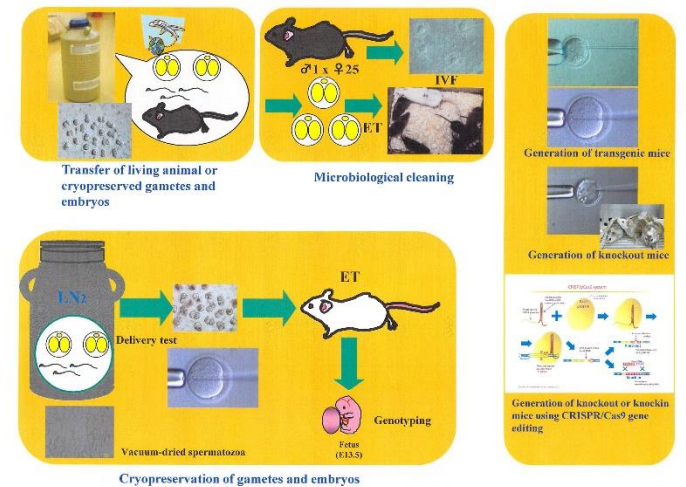 Transfer of living animal or
cryopreserved gametes and
embryos
♂1 x ♀25
IVF
ET
Microbiological cleaning
Generation of transgenic mice
Generation of knockout mice
CRISPR/Cas9 system
Generation of knockout or knockin
mice using CRISPR/Cas9 gene
editing
LN2
Delivery test
ET
Genotyping
Fetus
(E13.5)
Vacuum-dried spermatozoa
Cryopreservation of gametes and embryos